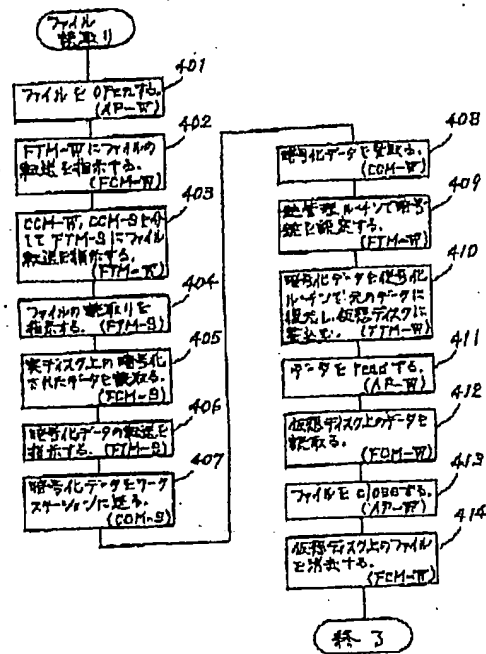 ファイル
読取り
401
ファイルをopenする。
(AP-W)
402
FTM-Wにファイルの
転送を指示する。
(FCM-W)
403
CCM-W, CCM-Sを介
して FTM-Sにファイル
転送を指示する。
(FTM-W)
404
ファイルの読取りを
指示する。(FTM-S)
405
実ディスク上の暗号化
されたデータを読取る。
(FCM-S)
406
暗号化データの転送を
指示する。(FTM-S)
407
暗号化データをワーク
ステーションに送る。
(CCM-S)
408
暗号化データを受取る。
(CCM-W)
409
鍵管理ルーチンで暗号
鍵を設定する。
(FTM-W)
410
暗号化データを復号化
ルーチンで元のデータに
復元し、仮想ディスクに
書込む。(FTM-W)
411
データをreadする。
(AP-W)
412
仮想ディスク上のデータを
読取る。
(FCM-W)
413
ファイルをcloseする。
(AP-W)
414
仮想ディスク上のファイル
を消去する。
(FCM-W)
終了